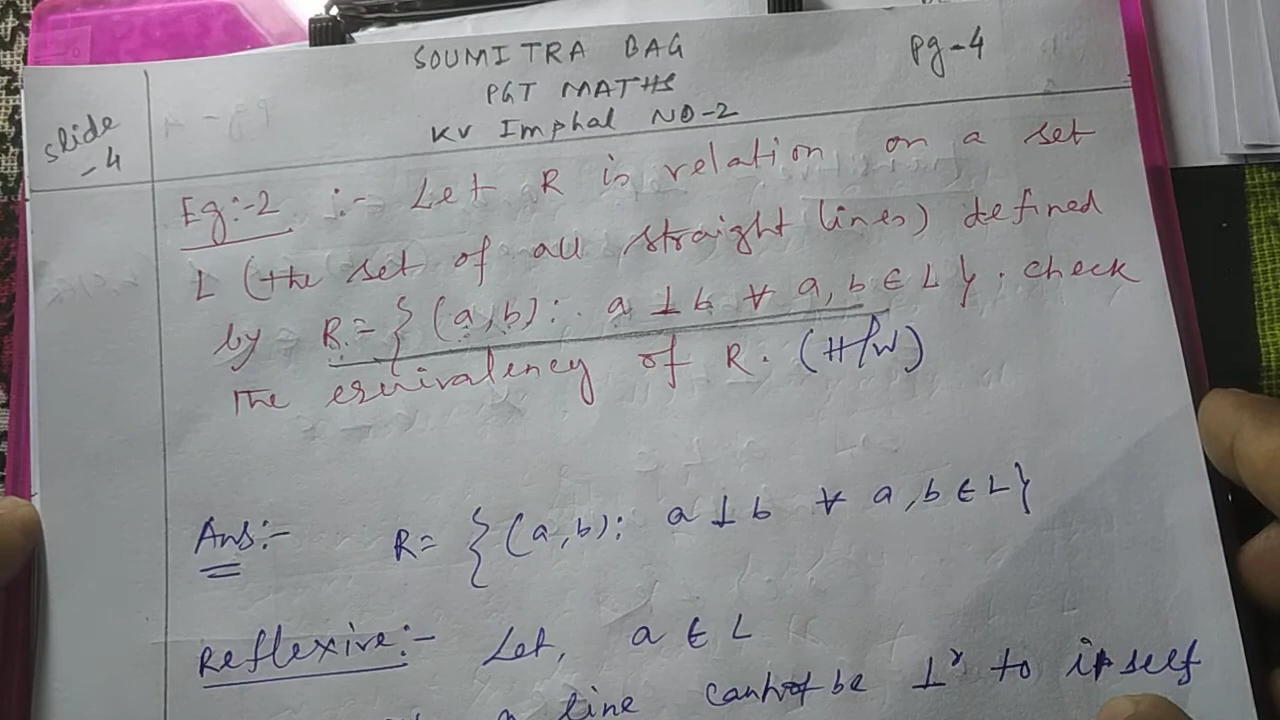 SOUMITRA BAG
pg-4
PGT MATHS
KV Imphal NO-2
slide
-4
Eg:-2 :- Let R is relation on a set
L (the set of all straight lines) defined
by R = {(a,b): a ⊥ b ∀ a, b ∈ L}. check
The equivalency of R. (H/W)
Ans:- R = {(a,b): a ⊥ b ∀ a, b ∈ L}
Reflexive:- Let, a ∈ L
a line cannot be ⊥r to itself